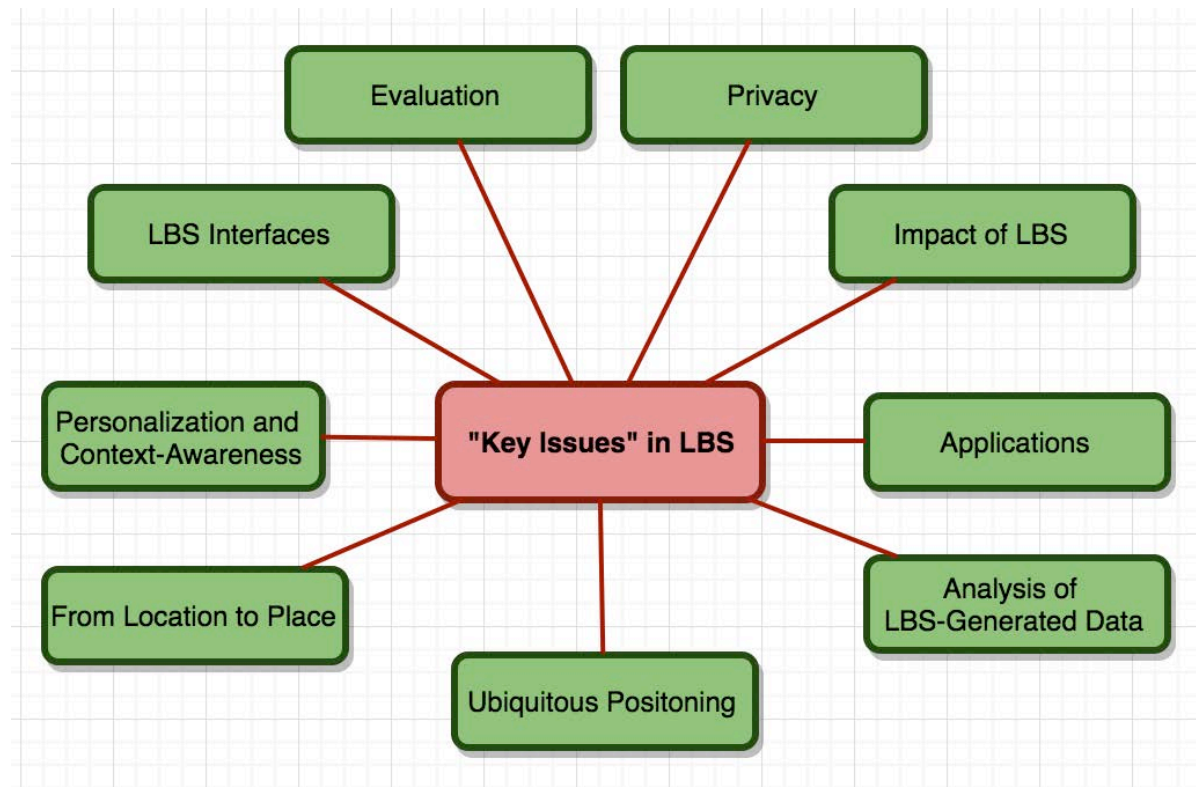 Evaluation
Privacy
LBS Interfaces
Impact of LBS
Personalization and
Context-Awareness
"Key Issues" in LBS
Applications
From Location to Place
Analysis of
LBS-Generated Data
Ubiquitous Positoning